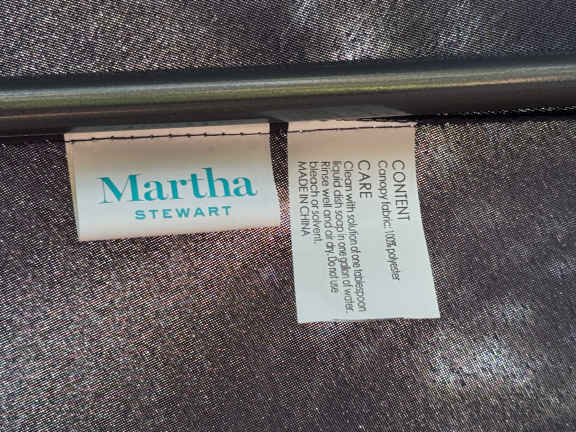 Martha
STEWART
CONTENT
Canopy fabric: 100% polyester
CARE
Clean with solution of one tablespoon
liquid dish soap in one gallon of water.
Rinse well and air dry. Do not use
bleach or solvent.
MADE IN CHINA